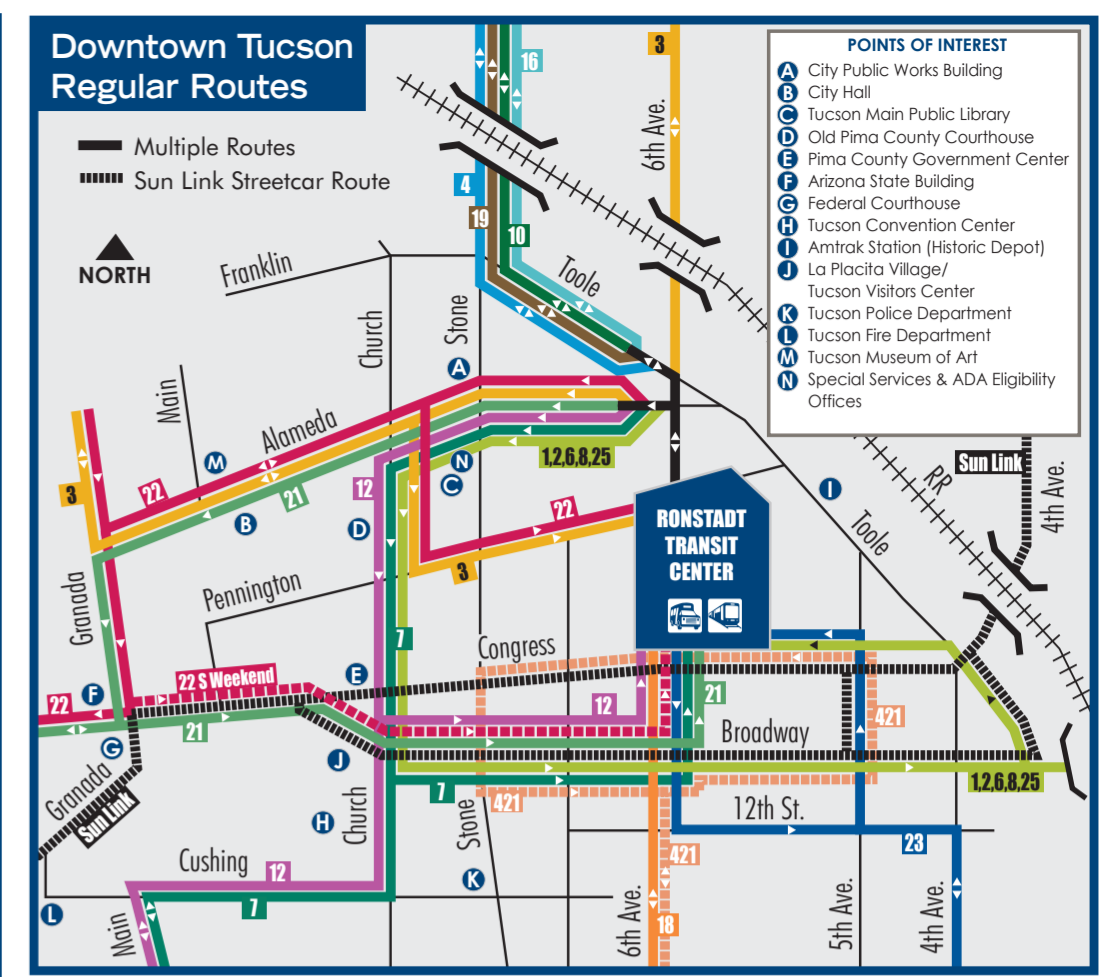 Downtown Tucson
Regular Routes
Multiple Routes
Sun Link Streetcar Route
NORTH
POINTS OF INTEREST
A City Public Works Building
B City Hall
C Tucson Main Public Library
D Old Pima County Courthouse
E Pima County Government Center
F Arizona State Building
G Federal Courthouse
H Tucson Convention Center
I Amtrak Station (Historic Depot)
J La Placita Village/
Tucson Visitors Center
K Tucson Police Department
L Tucson Fire Department
M Tucson Museum of Art
N Special Services & ADA Eligibility
Offices
16
3
6th Ave.
4
19
10
Franklin
Toole
Church
Stone
A
Main
Alameda
M
3
22
21
B
12
D
N
C
1,2,6,8,25
22
3
RONSTADT
TRANSIT
CENTER
I
Toole
Sun Link
RR
4th Ave.
Granada
Pennington
7
Congress
E
22 S Weekend
F
22
G
21
12
21
Broadway
421
J
Granada
Sun Link
7
421
1,2,6,8,25
H
Church
Stone
12th St.
23
421
Cushing
12
K
7
L
Main
6th Ave.
18
5th Ave.
4th Ave.